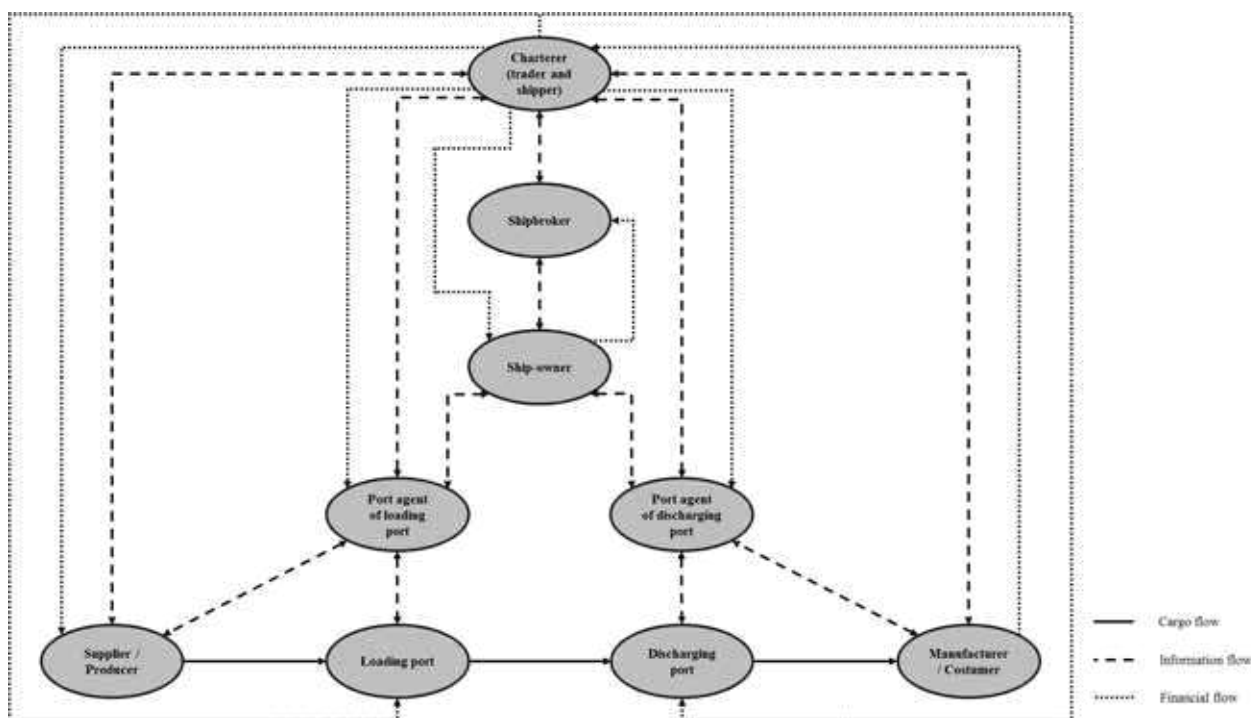 Charterer
(trader and
shipper)
Shipbroker
Ship-owner
Port agent
of loading
port
Port agent
of discharging
port
Supplier /
Producer
Loading port
Discharging
port
Manufacturer
/ Costumer
Cargo flow
Information flow
Financial flow